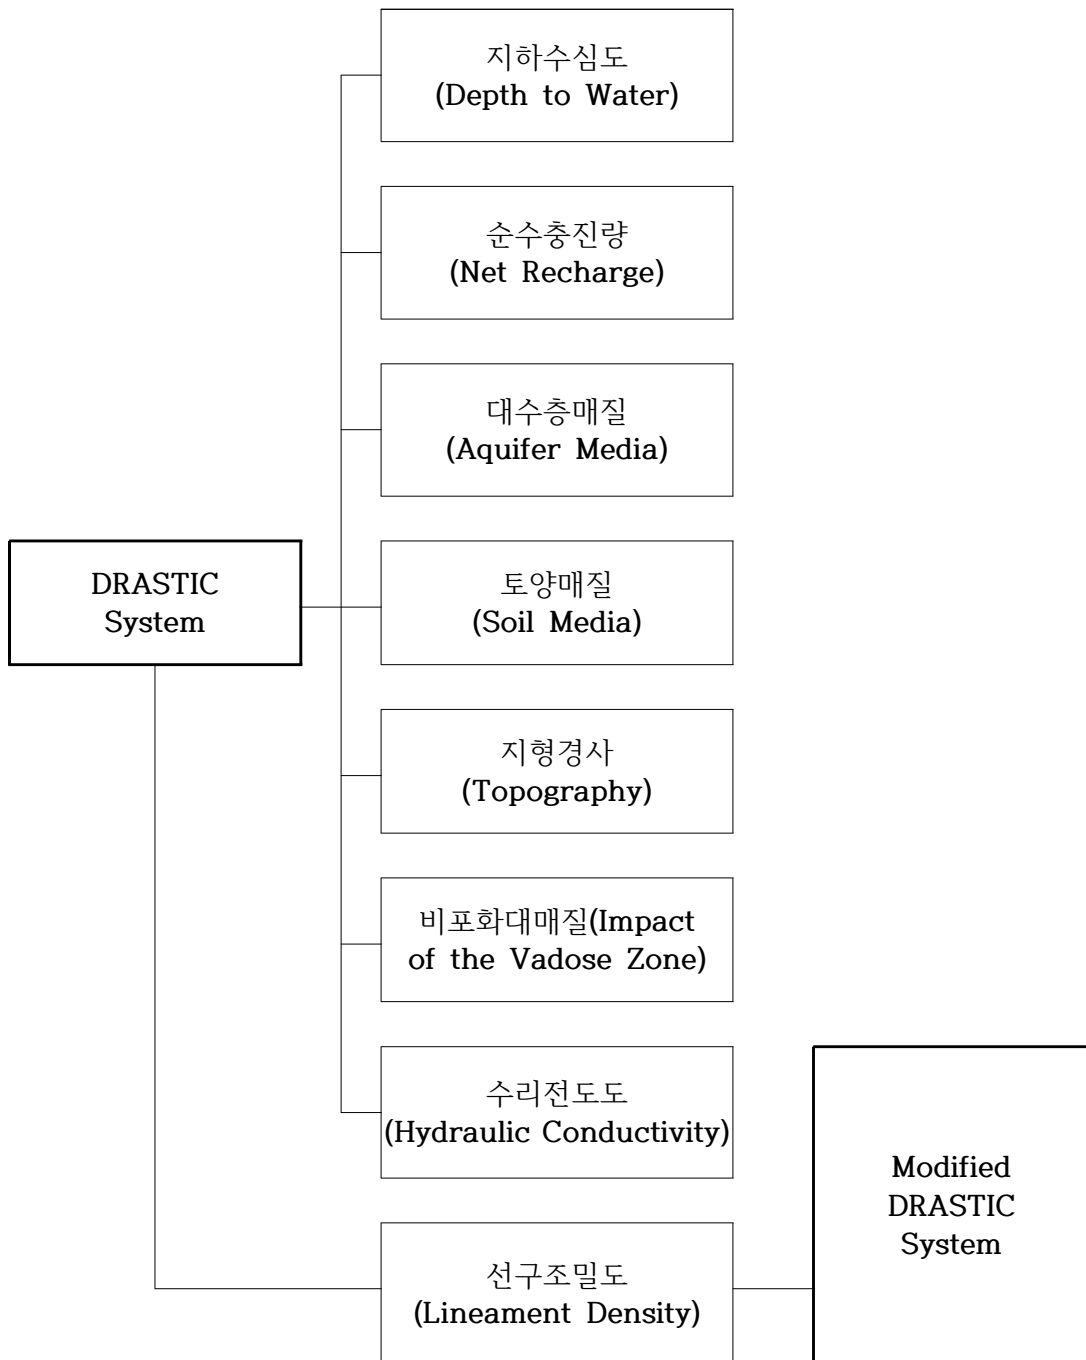 지하수심도
(Depth to Water)
순수충진량
(Net Recharge)
대수층매질
(Aquifer Media)
DRASTIC
System
토양매질
(Soil Media)
지형경사
(Topography)
비포화대매질(Impact
of the Vadose Zone)
수리전도도
(Hydraulic Conductivity)
선구조밀도
(Lineament Density)
Modified
DRASTIC
System